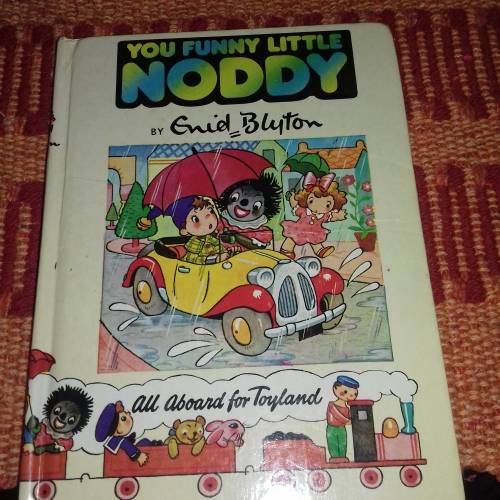 YOU FUNNY LITTLE
NODDY
BY Enid Blyton
All Aboard for Toyland